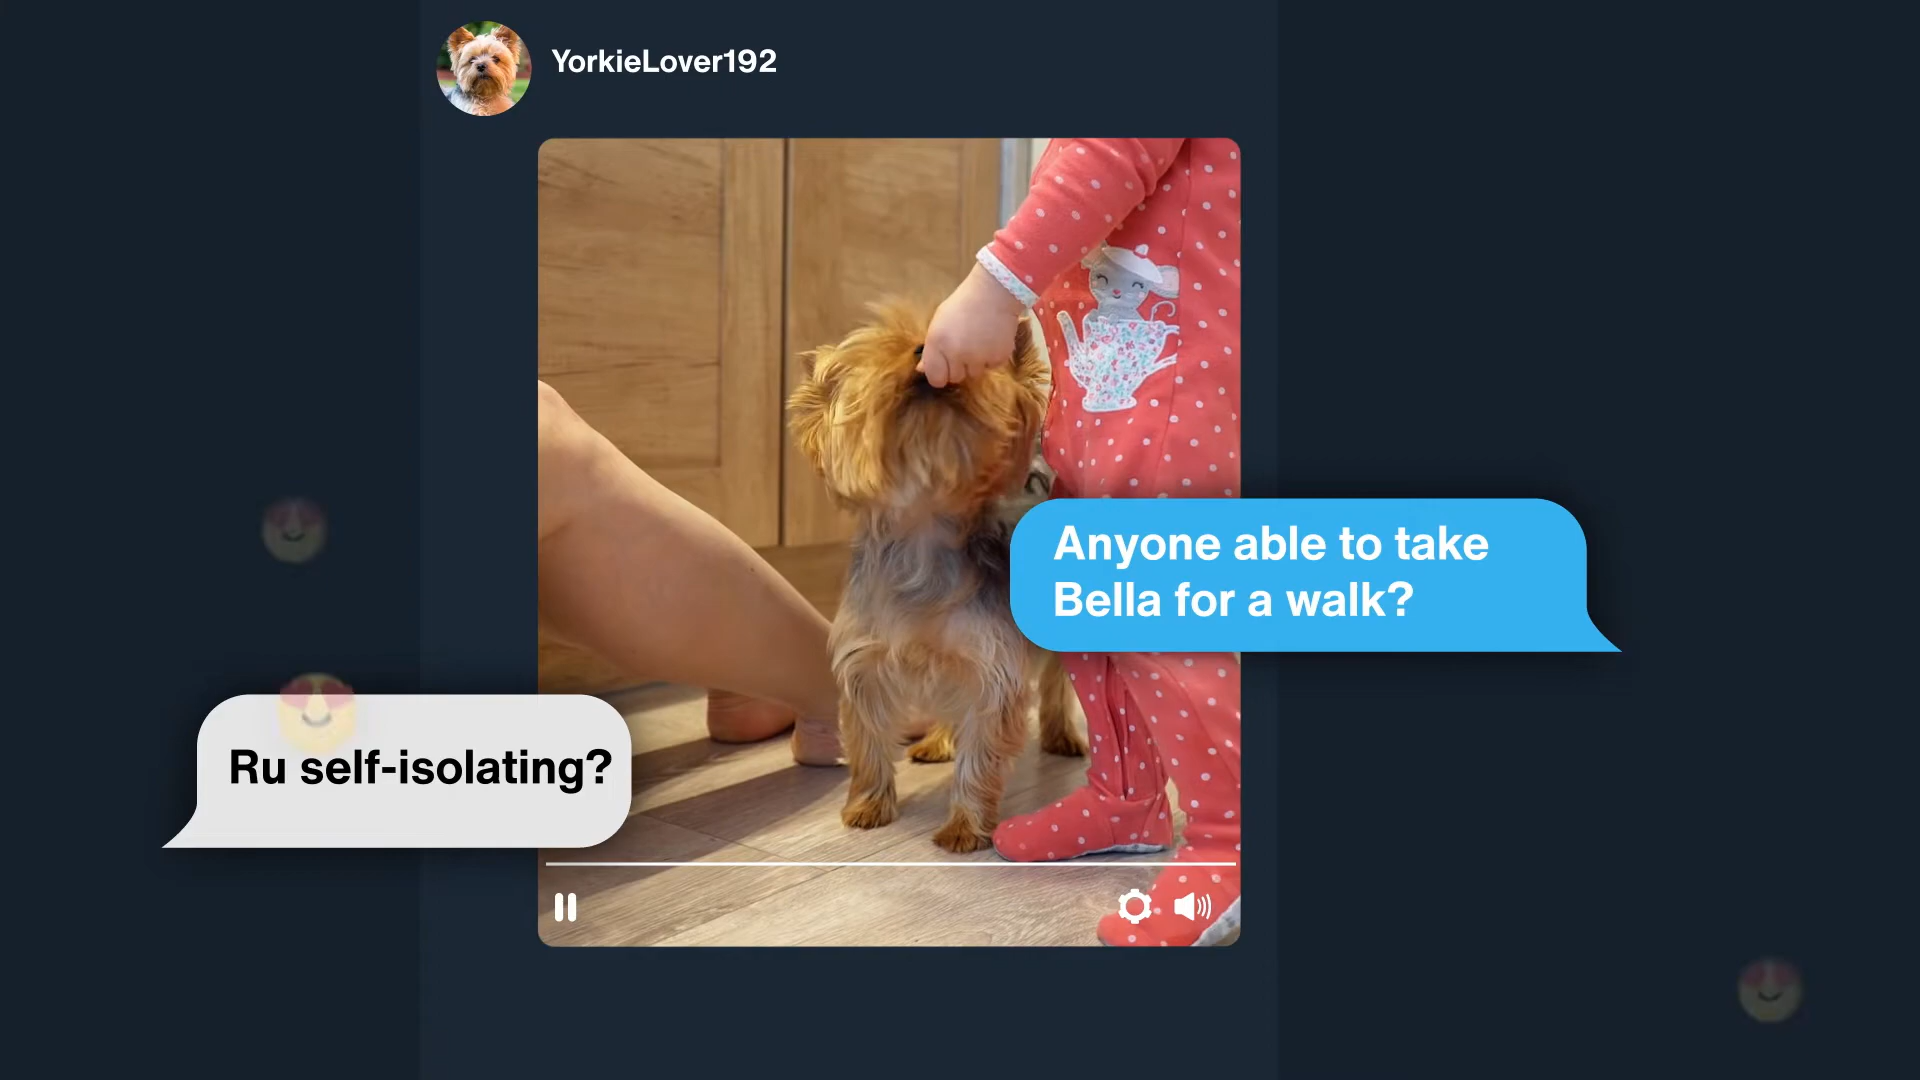 YorkieLover192
Anyone able to take
Bella for a walk?
Ru self-isolating?